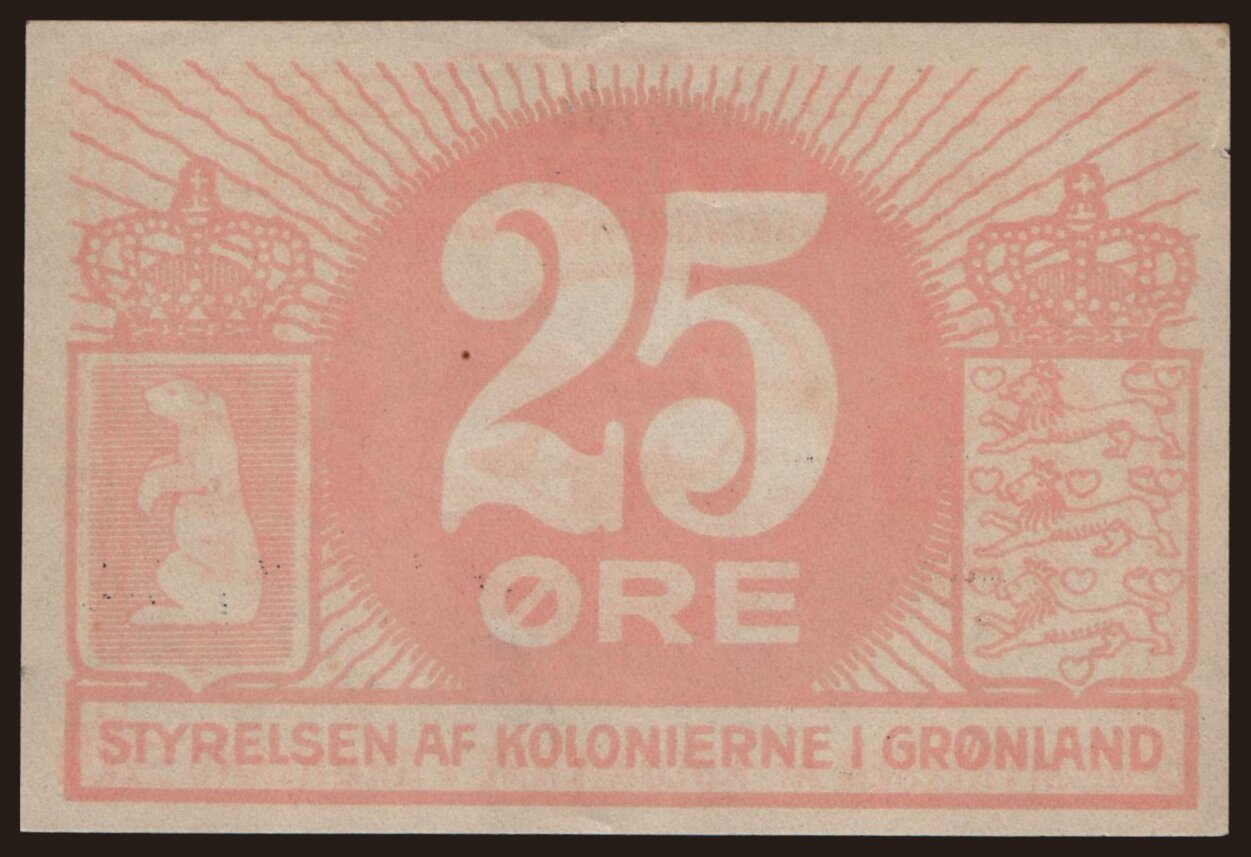 25
ØRE
STYRELSEN AF KOLONIERNE I GRØNLAND